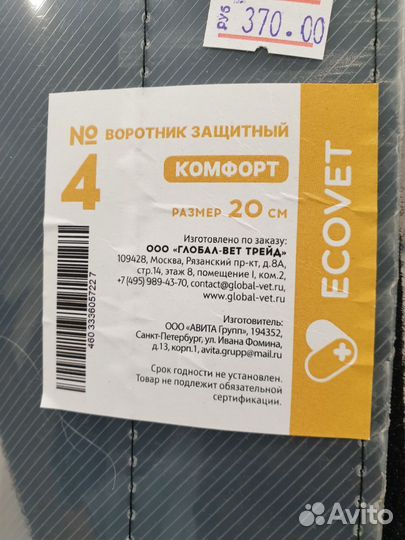 РУБ 370.00
№ 4
ВОРОТНИК ЗАЩИТНЫЙ
КОМФОРТ
РАЗМЕР 20 СМ
Изготовлено по заказу:
ООО «ГЛОБАЛ-ВЕТ ТРЕЙД»
109428, Москва, Рязанский пр-кт, д.8А,
стр.14, этаж 8, помещение I, ком.2,
+7 (495) 989-43-70, contact@global-vet.ru
www.global-vet.ru
Изготовитель:
ООО «АВИТА Групп», 194352,
Санкт-Петербург, ул. Ивана Фомина,
д.13, корп.1, avita.grupp@mail.ru
Срок годности не установлен.
Товар не подлежит обязательной
сертификации.
4603336057227
ECOVET
Avito